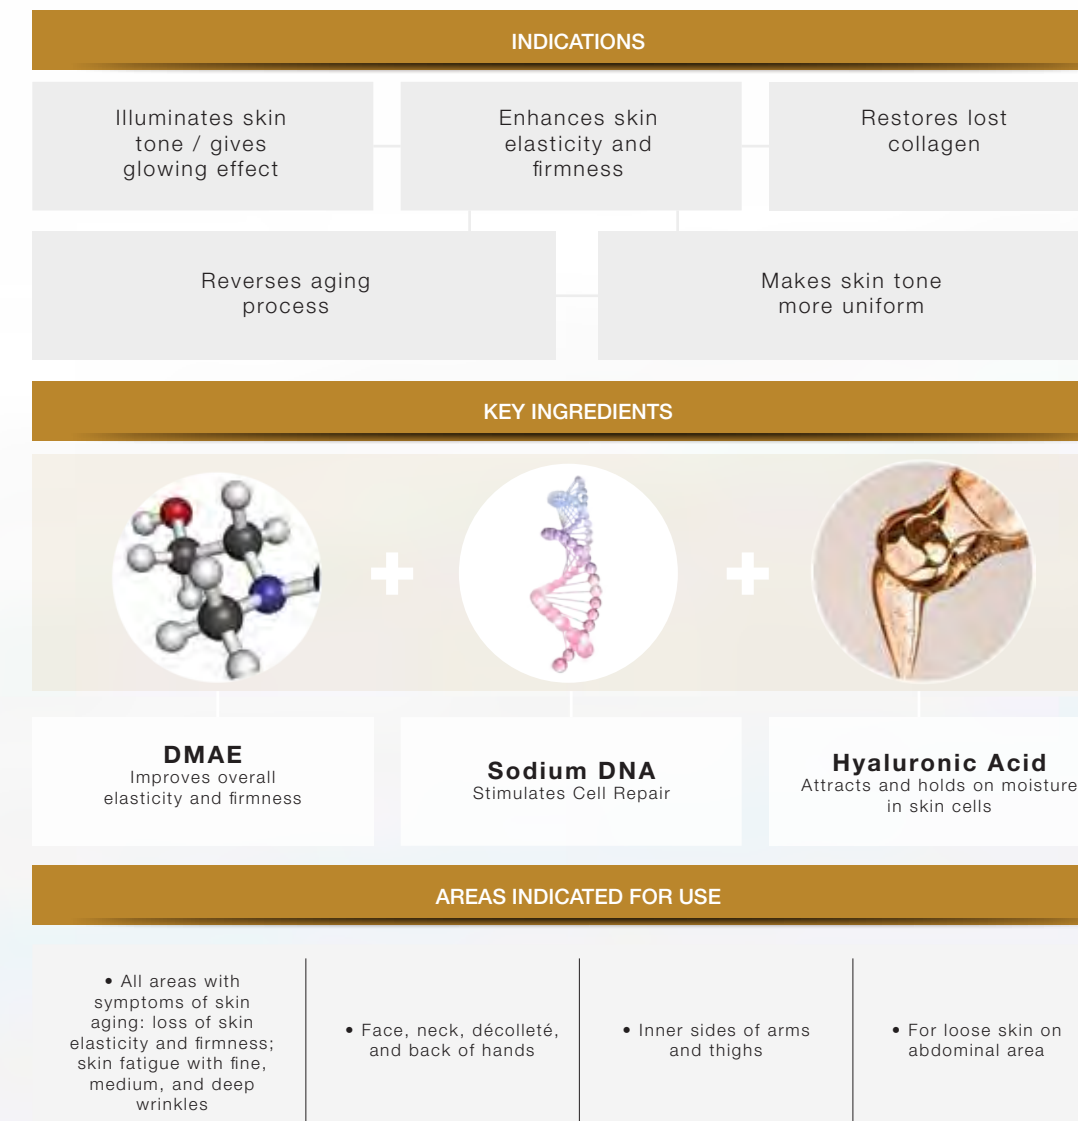 INDICATIONS
Illuminates skin
tone / gives
glowing effect
Enhances skin
elasticity and
firmness
Restores lost
collagen
Reverses aging
process
Makes skin tone
more uniform
KEY INGREDIENTS
DMAE
Improves overall
elasticity and firmness
Sodium DNA
Stimulates Cell Repair
Hyaluronic Acid
Attracts and holds on moisture
in skin cells
AREAS INDICATED FOR USE
• All areas with
symptoms of skin
aging: loss of skin
elasticity and firmness;
skin fatigue with fine,
medium, and deep
wrinkles
• Face, neck, décolleté,
and back of hands
• Inner sides of arms
and thighs
• For loose skin on
abdominal area